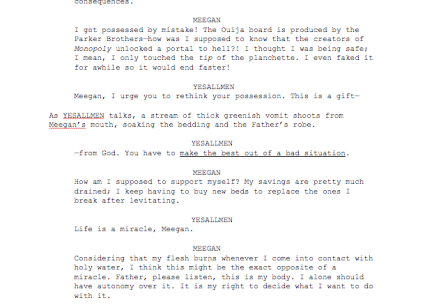 consequences.
MEEGAN
I got possessed by mistake! The Ouija board is produced by the
Parker Brothers—how was I supposed to know that the creators of
Monopoly unlocked a portal to hell?! I thought I was being safe;
I mean, I only touched the tip of the planchette. I even faked it
for awhile so it would end faster!
YESALLMEN
Meegan, I urge you to rethink your possession. This is a gift—
As YESALLMEN talks, a stream of thick greenish vomit shoots from
Meegan's mouth, soaking the bedding and the Father's robe.
YESALLMEN
—from God. You have to make the best out of a bad situation.
MEEGAN
How am I supposed to support myself? My savings are pretty much
drained; I keep having to buy new beds to replace the ones I
break after levitating.
YESALLMEN
Life is a miracle, Meegan.
MEEGAN
Considering that my flesh burns whenever I come into contact with
holy water, I think this might be the exact opposite of a
miracle. Father, please listen, this is my body. I alone should
have autonomy over it. It is my right to decide what I want to do
with it.